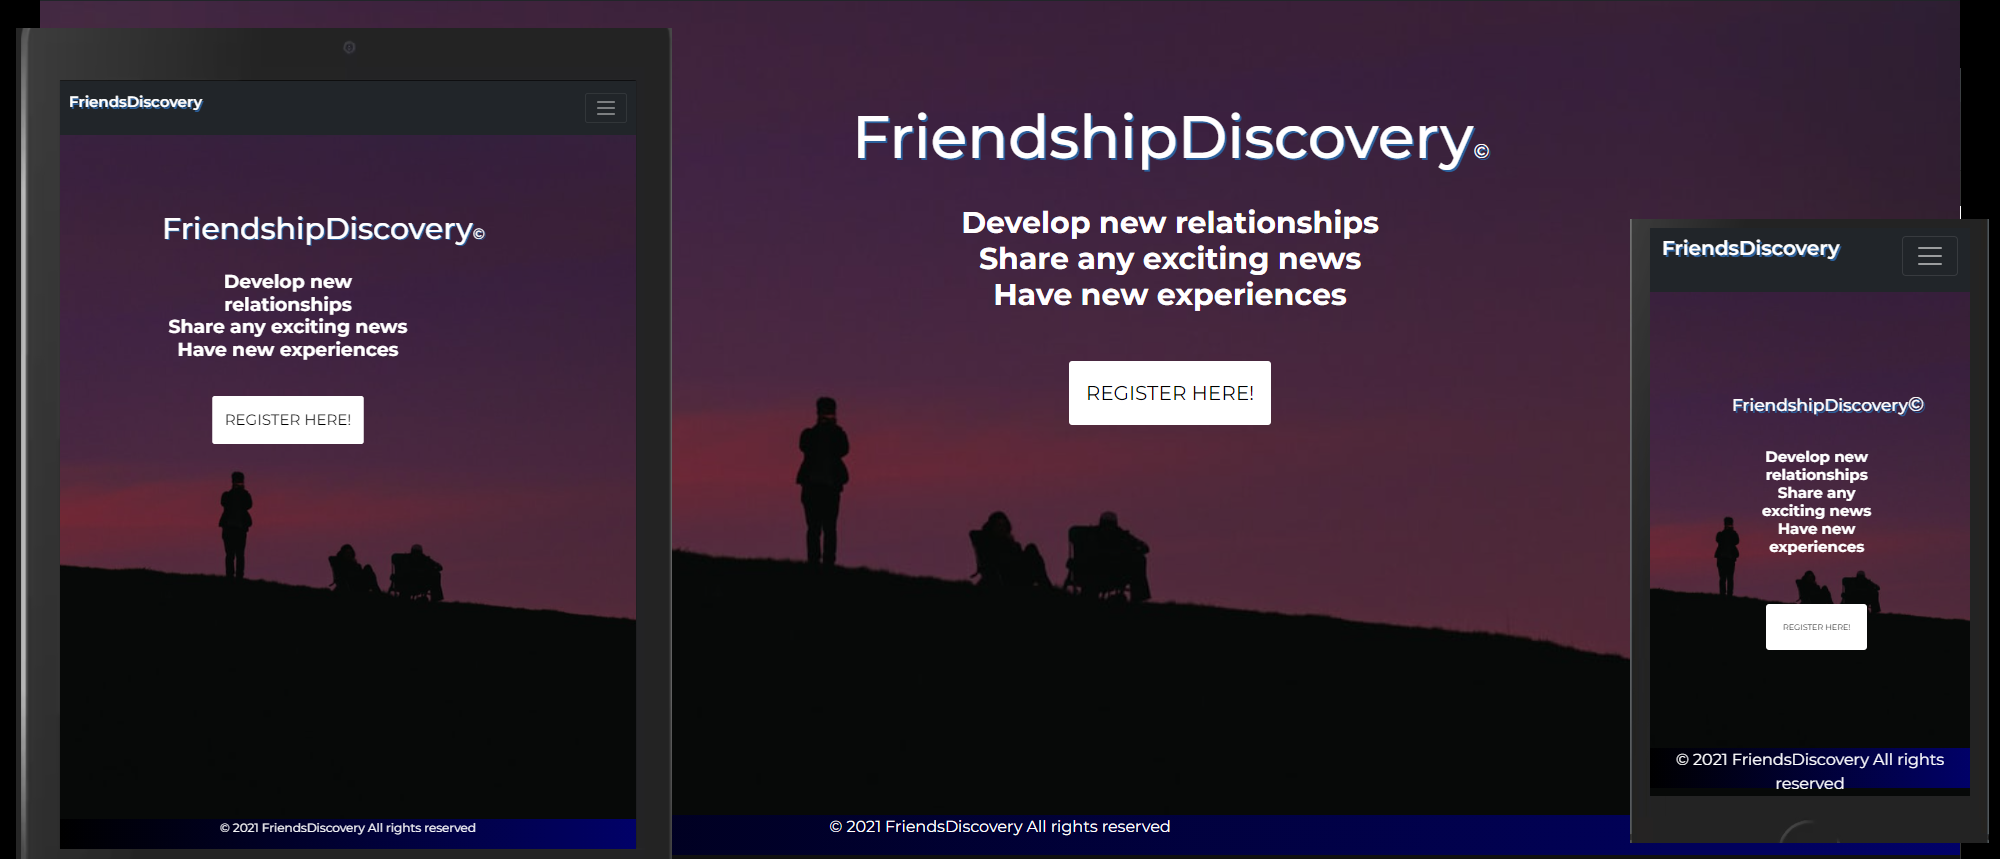 FriendsDiscovery
FriendshipDiscovery©
Develop new
relationships
Share any exciting news
Have new experiences
REGISTER HERE!
© 2021 FriendsDiscovery All rights reserved
FriendshipDiscovery©
Develop new relationships
Share any exciting news
Have new experiences
REGISTER HERE!
© 2021 FriendsDiscovery All rights reserved
FriendsDiscovery
FriendshipDiscovery©
Develop new
relationships
Share any
exciting news
Have new
experiences
REGISTER HERE!
© 2021 FriendsDiscovery All rights
reserved